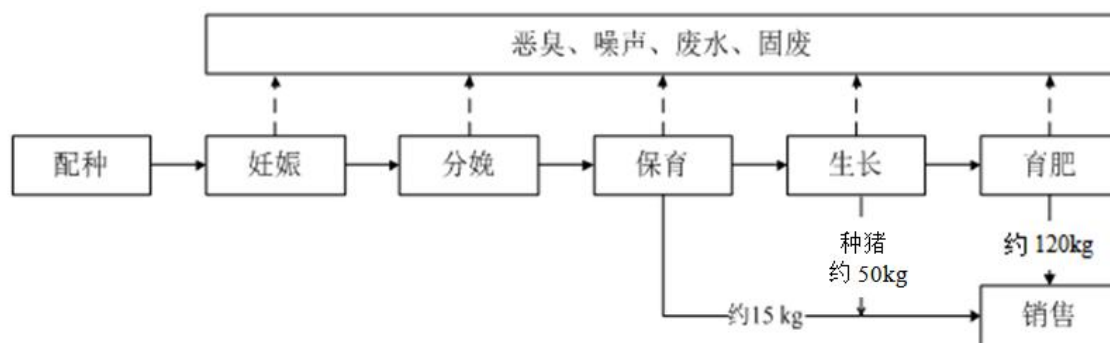 恶臭、噪声、废水、固废
配种
妊娠
分娩
保育
生长
育肥
种猪
约 50kg
约 120kg
约15 kg
销售